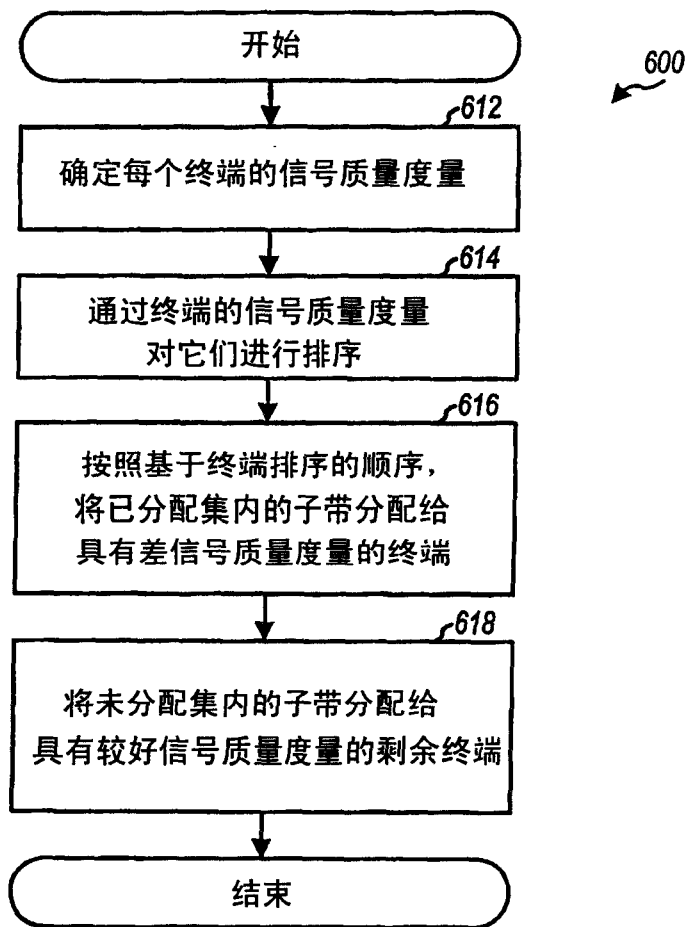 开始
600
612
确定每个终端的信号质量度量
614
通过终端的信号质量度量
对它们进行排序
616
按照基于终端排序的顺序，
将已分配集内的子带分配给
具有差信号质量度量的终端
618
将未分配集内的子带分配给
具有较好信号质量度量的剩余终端
结束